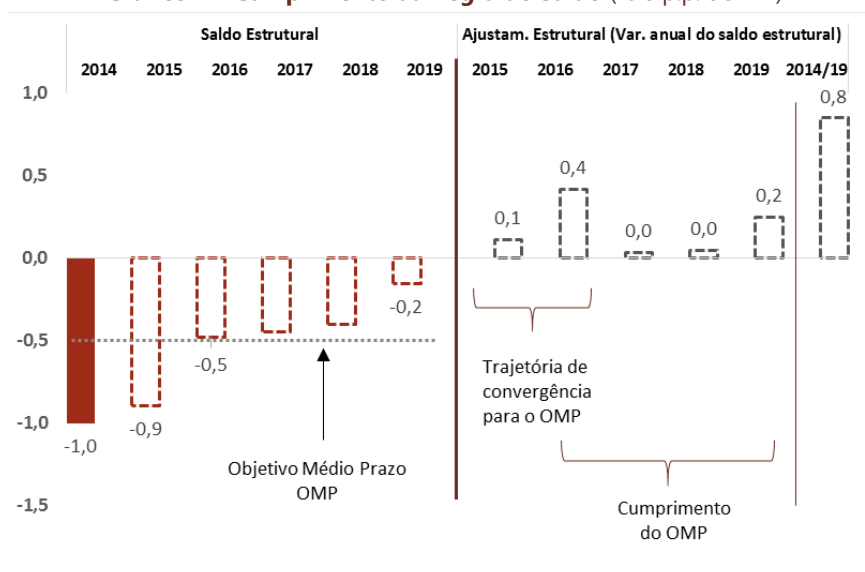 Saldo Estrutural
Ajustam. Estrutural (Var. anual do saldo estrutural)
2014 2015 2016 2017 2018 2019
2015 2016 2017 2018 2019 2014/19
1,0
0,5
0,0
-0,5
-1,0
-1,5
-1,0
-0,9
-0,5
-0,2
0,1
0,4
0,0
0,0
0,2
0,8
Objetivo Médio Prazo
OMP
Trajetória de
convergência
para o OMP
Cumprimento
do OMP